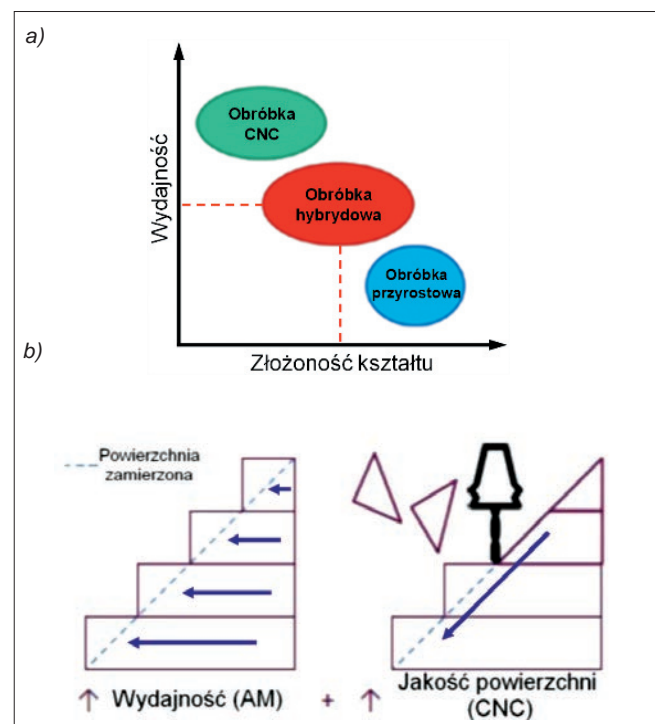 a)
Wydajność
Obróbka
CNC
Obróbka
hybrydowa
Obróbka
przyrostowa
Złożoność kształtu
b)
Powierzchnia
zamierzona
↑ Wydajność (AM) + ↑ Jakość powierzchni
(CNC)